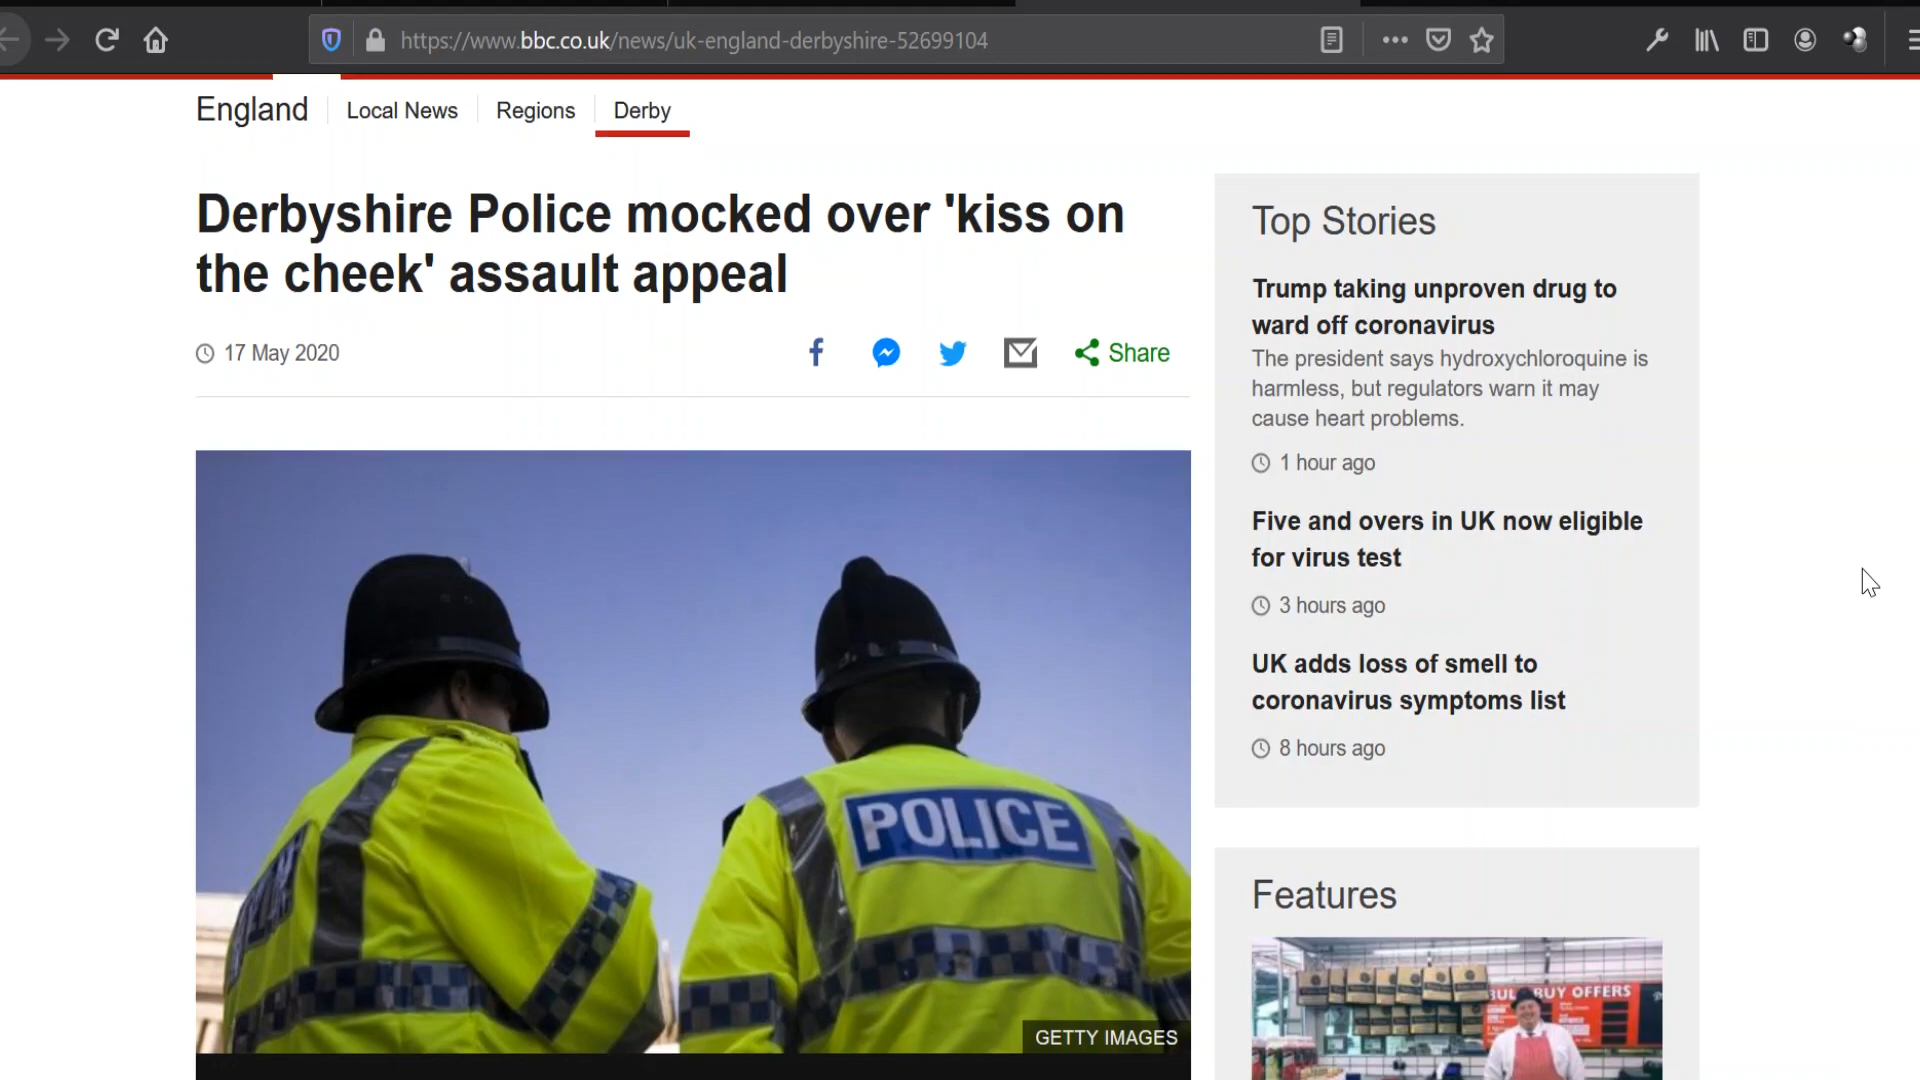 https://www.bbc.co.uk/news/uk-england-derbyshire-52699104
England
Local News
Regions
Derby
Derbyshire Police mocked over 'kiss on
the cheek' assault appeal
17 May 2020
Share
POLICE
GETTY IMAGES
Top Stories
Trump taking unproven drug to
ward off coronavirus
The president says hydroxychloroquine is
harmless, but regulators warn it may
cause heart problems.
1 hour ago
Five and overs in UK now eligible
for virus test
3 hours ago
UK adds loss of smell to
coronavirus symptoms list
8 hours ago
Features
BUY OFFERS